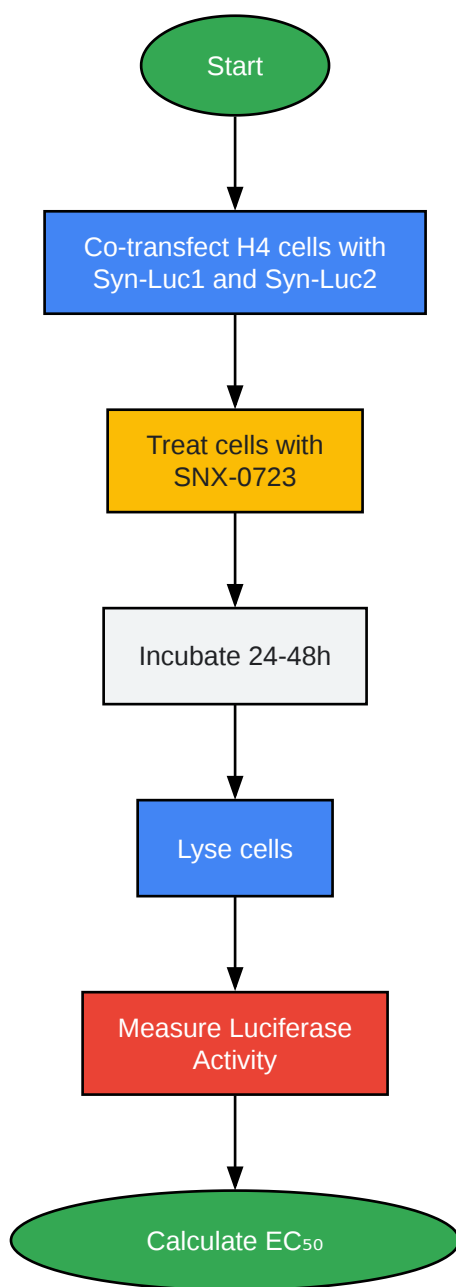 Start
Co-transfect H4 cells with
Syn-Luc1 and Syn-Luc2
Treat cells with
SNX-0723
Incubate 24-48h
Lyse cells
Measure Luciferase
Activity
Calculate EC₅₀